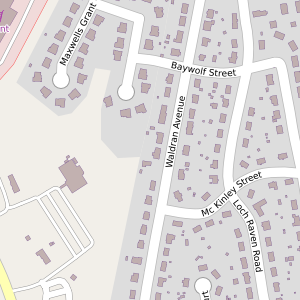 Maxwells Grant
Baywolf Street
Waldran Avenue
Mc Kinley Street
Loch Raven Road